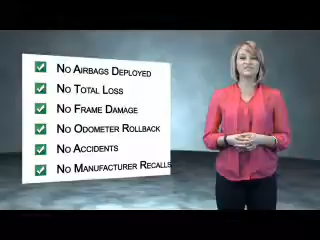 No Airbags Deployed
No Total Loss
No Frame Damage
No Odometer Rollback
No Accidents
No Manufacturer Recalls